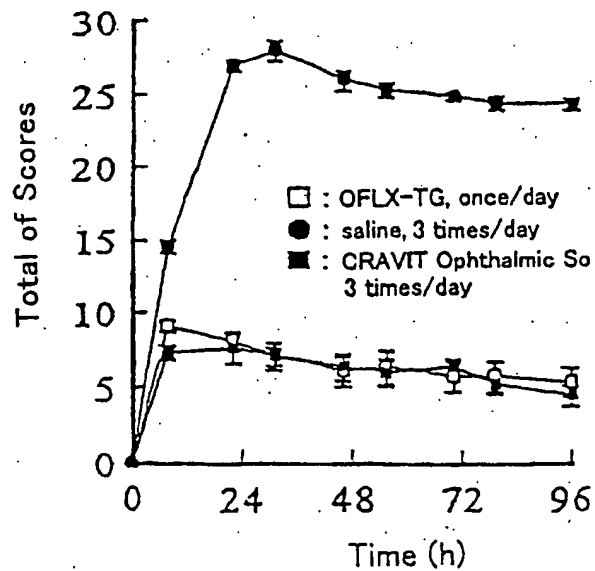 Total of Scores
30
25
20
15
10
5
0
□ : OFLX-TG, once/day
● : saline, 3 times/day
■ : CRAVIT Ophthalmic So
3 times/day
0 24 48 72 96
Time (h)